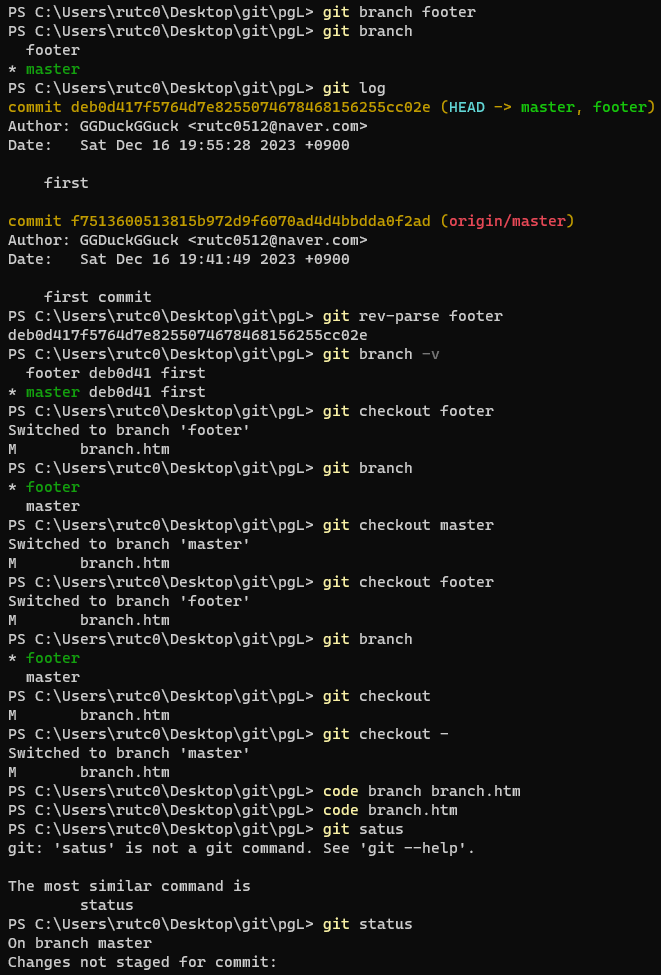 PS C:\Users\rutc0\Desktop\git\pgL> git branch footer
PS C:\Users\rutc0\Desktop\git\pgL> git branch
  footer
* master
PS C:\Users\rutc0\Desktop\git\pgL> git log
commit deb0d417f5764d7e8255074678468156255cc02e (HEAD -> master, footer)
Author: GGDuckGGuck <rutc0512@naver.com>
Date:   Sat Dec 16 19:55:28 2023 +0900

    first

commit f7513600513815b972d9f6070ad4d4bbdda0f2ad (origin/master)
Author: GGDuckGGuck <rutc0512@naver.com>
Date:   Sat Dec 16 19:41:49 2023 +0900

    first commit
PS C:\Users\rutc0\Desktop\git\pgL> git rev-parse footer
deb0d417f5764d7e8255074678468156255cc02e
PS C:\Users\rutc0\Desktop\git\pgL> git branch -v
  footer deb0d41 first
* master deb0d41 first
PS C:\Users\rutc0\Desktop\git\pgL> git checkout footer
Switched to branch 'footer'
M       branch.htm
PS C:\Users\rutc0\Desktop\git\pgL> git branch
* footer
  master
PS C:\Users\rutc0\Desktop\git\pgL> git checkout master
Switched to branch 'master'
M       branch.htm
PS C:\Users\rutc0\Desktop\git\pgL> git checkout footer
Switched to branch 'footer'
M       branch.htm
PS C:\Users\rutc0\Desktop\git\pgL> git branch
* footer
  master
PS C:\Users\rutc0\Desktop\git\pgL> git checkout
M       branch.htm
PS C:\Users\rutc0\Desktop\git\pgL> git checkout -
Switched to branch 'master'
M       branch.htm
PS C:\Users\rutc0\Desktop\git\pgL> code branch branch.htm
PS C:\Users\rutc0\Desktop\git\pgL> code branch.htm
PS C:\Users\rutc0\Desktop\git\pgL> git satus
git: 'satus' is not a git command. See 'git --help'.

The most similar command is
        status
PS C:\Users\rutc0\Desktop\git\pgL> git status
On branch master
Changes not staged for commit: